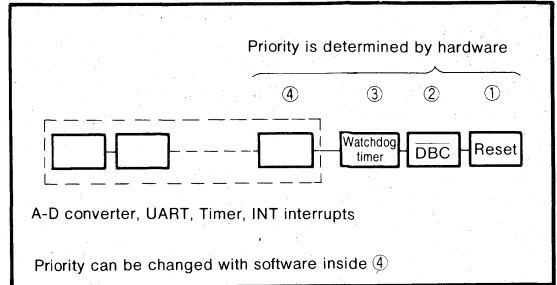 Priority is determined by hardware
④ ③ ② ①
Watchdog
timer
DBC
Reset
A-D converter, UART, Timer, INT interrupts
Priority can be changed with software inside ④